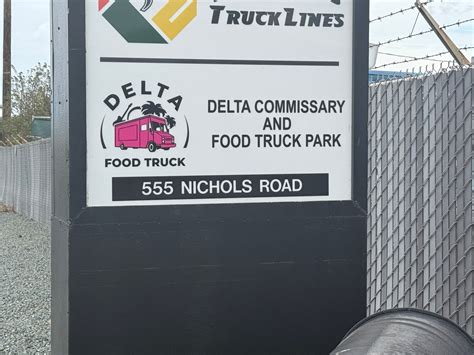 TRUCK LINES
DELTA
FOOD TRUCK
DELTA COMMISSARY
AND
FOOD TRUCK PARK
555 NICHOLS ROAD